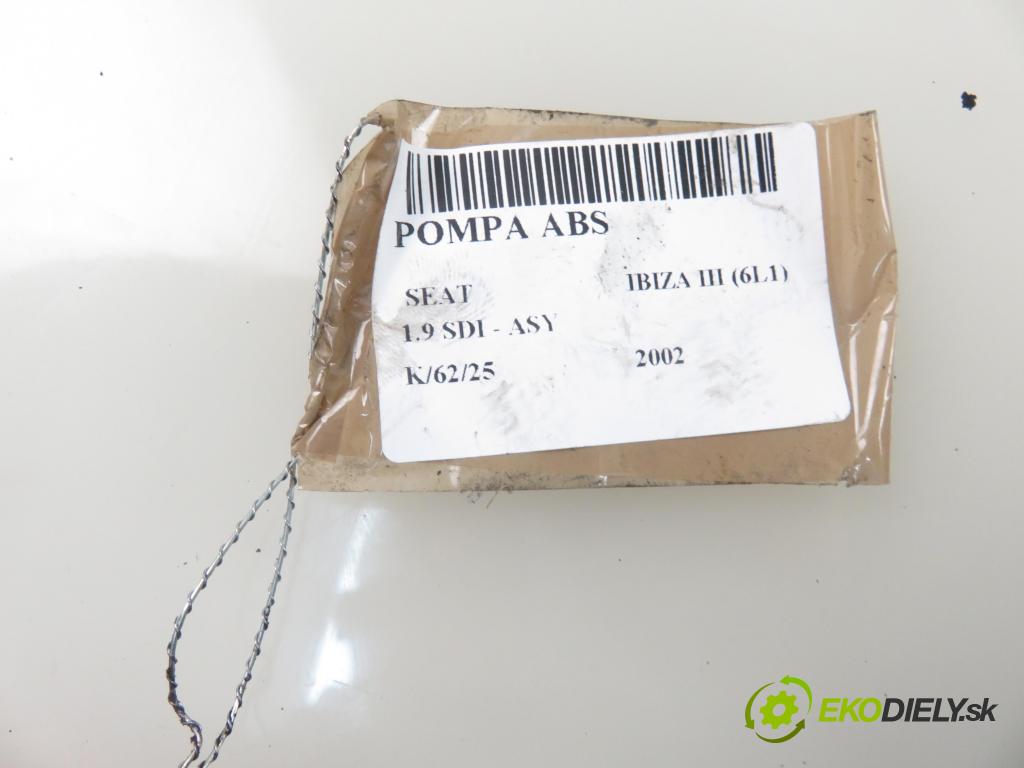 POMPA ABS
SEAT IBIZA III (6L1)
1.9 SDI - ASY
K/62/25 2002
EKODIELY.sk